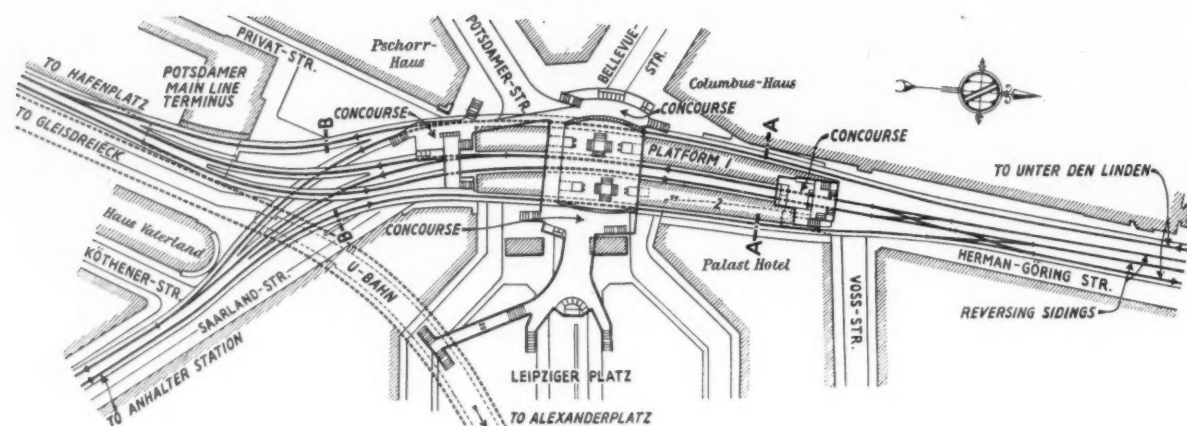 PRIVAT-STR.
Pschorr-
Haus
POTSDAMER-STR.
BELLEVUE-
STR.
Columbus-Haus
TO HAFENPLATZ
POTSDAMER
MAIN LINE
TERMINUS
CONCOURSE
CONCOURSE
CONCOURSE
TO GLEISDREIECK
B
A
PLATFORM 1
TO UNTER DEN LINDEN
2
Haus Vaterland
B
CONCOURSE
A
Palast Hotel
HERMAN-GÖRING STR.
KÖTHENER-STR.
SAARLAND-STR.
U-BAHN
VOSS-STR.
REVERSING SIDINGS
TO ANHALTER STATION
LEIPZIGER PLATZ
TO ALEXANDERPLATZ